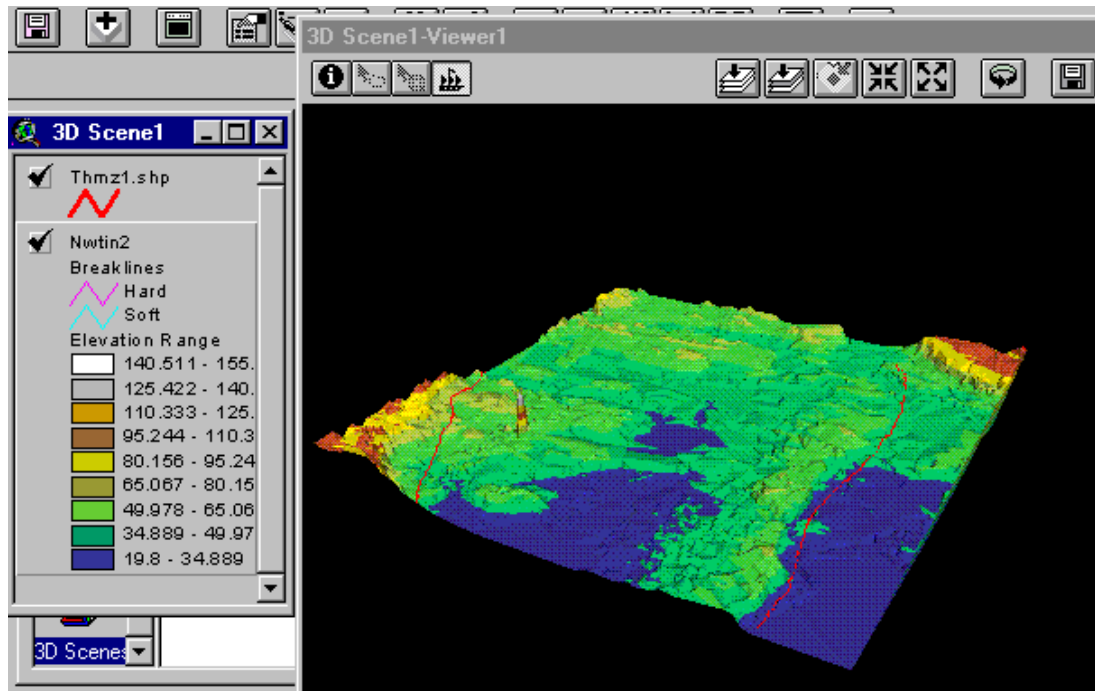 3D Scene1-Viewer1
3D Scene1
Thmz1.shp
Nwtin2
Breaklines
Hard
Soft
Elevation Range
140.511 - 155.
125.422 - 140.
110.333 - 125.
95.244 - 110.3
80.156 - 95.24
65.067 - 80.15
49.978 - 65.06
34.889 - 49.97
19.8 - 34.889
3D Scenes